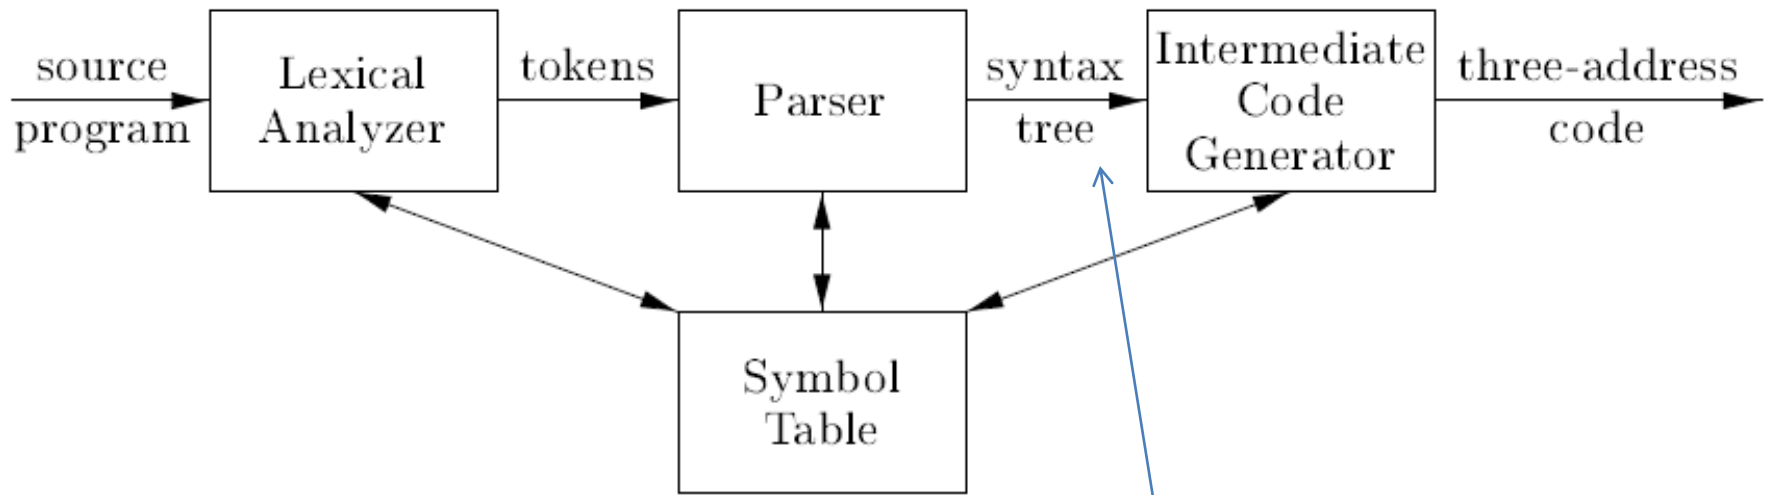 source
program
Lexical
Analyzer
tokens
Parser
syntax
tree
Intermediate
Code
Generator
three-address
code
Symbol
Table